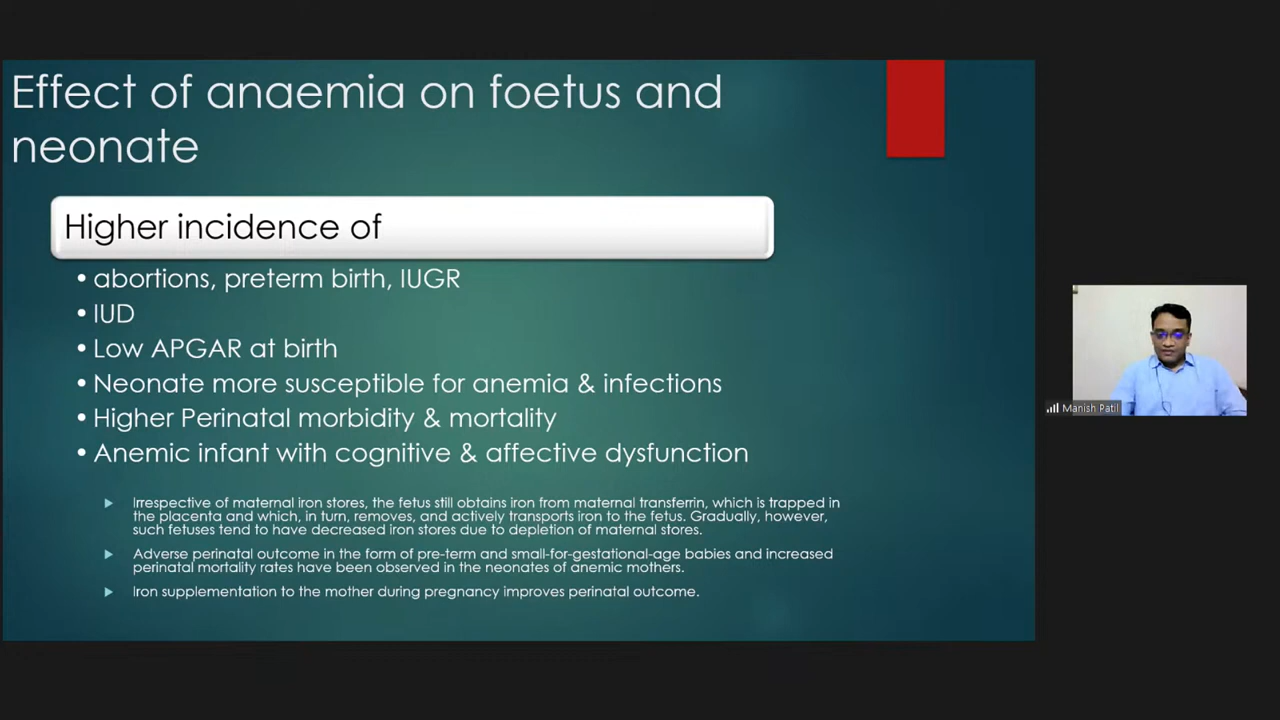 Effect of anaemia on foetus and
neonate
Higher incidence of
• abortions, preterm birth, IUGR
• IUD
• Low APGAR at birth
• Neonate more susceptible for anemia & infections
• Higher Perinatal morbidity & mortality
• Anemic infant with cognitive & affective dysfunction
Irrespective of maternal iron stores, the fetus still obtains iron from maternal transferrin, which is trapped in
the placenta and which, in turn, removes, and actively transports iron to the fetus. Gradually, however,
such fetuses tend to have decreased iron stores due to depletion of maternal stores.
Adverse perinatal outcome in the form of pre-term and small-for-gestational-age babies and increased
perinatal mortality rates have been observed in the neonates of anemic mothers.
Iron supplementation to the mother during pregnancy improves perinatal outcome.
Manish Patil